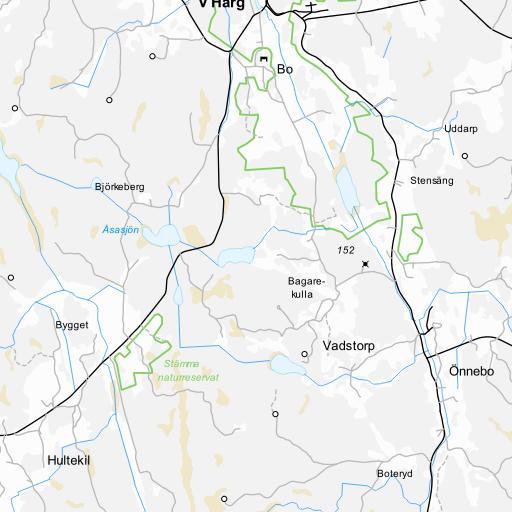 V Harg
Bo
Uddarp
Stensäng
Björkeberg
Åsasjön
152
Bagare-
kulla
Bygget
Vadstorp
Stämma
naturreservat
Önnebo
Hultekil
Boteryd